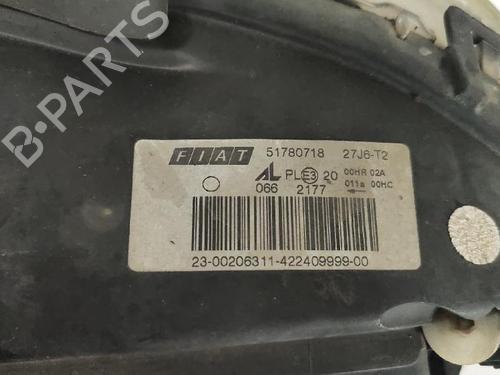 B-PARTS
FIAT 51780718 27J6-T2
AL PL E3 20 00HR 02A
066 2177 011a 00HC
23-00206311-422409999-00